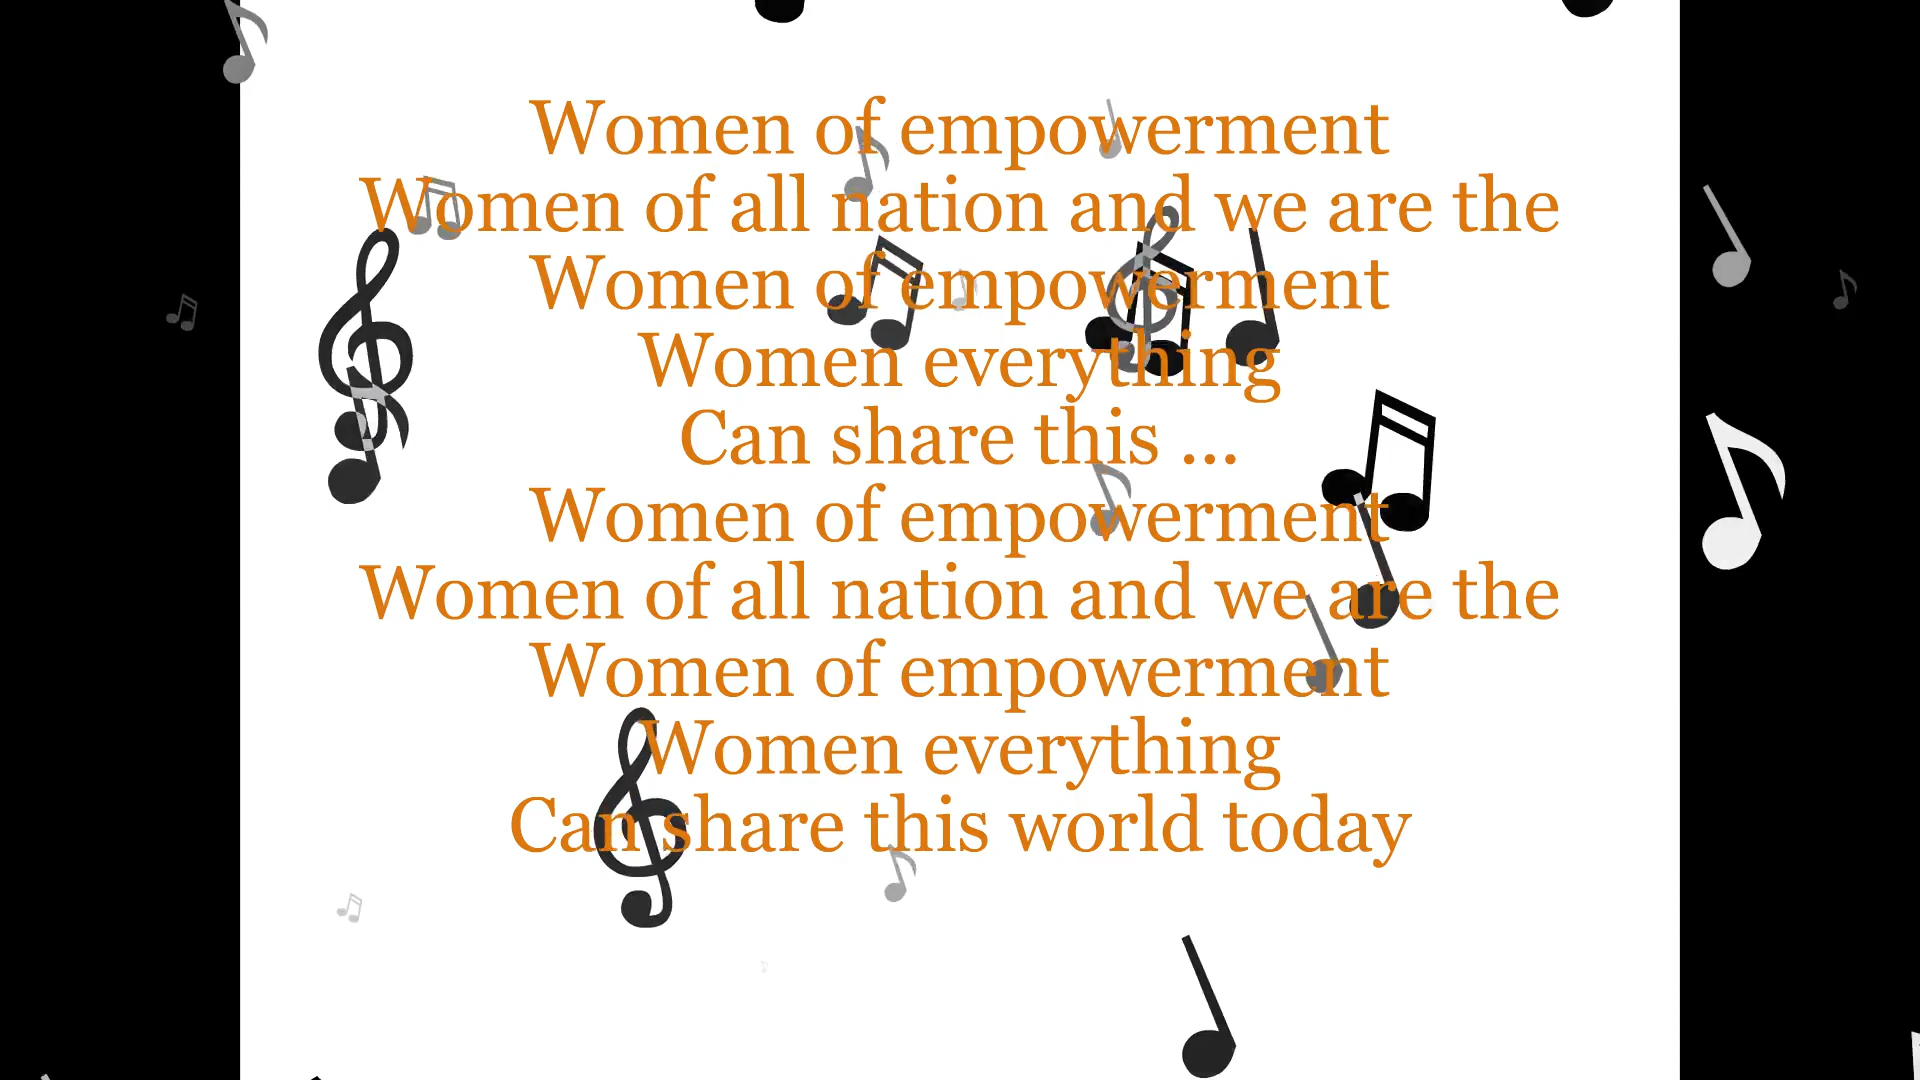 Women of empowerment
Women of all nation and we are the
Women of empowerment
Women everything
Can share this ...
Women of empowerment
Women of all nation and we are the
Women of empowerment
Women everything
Can share this world today